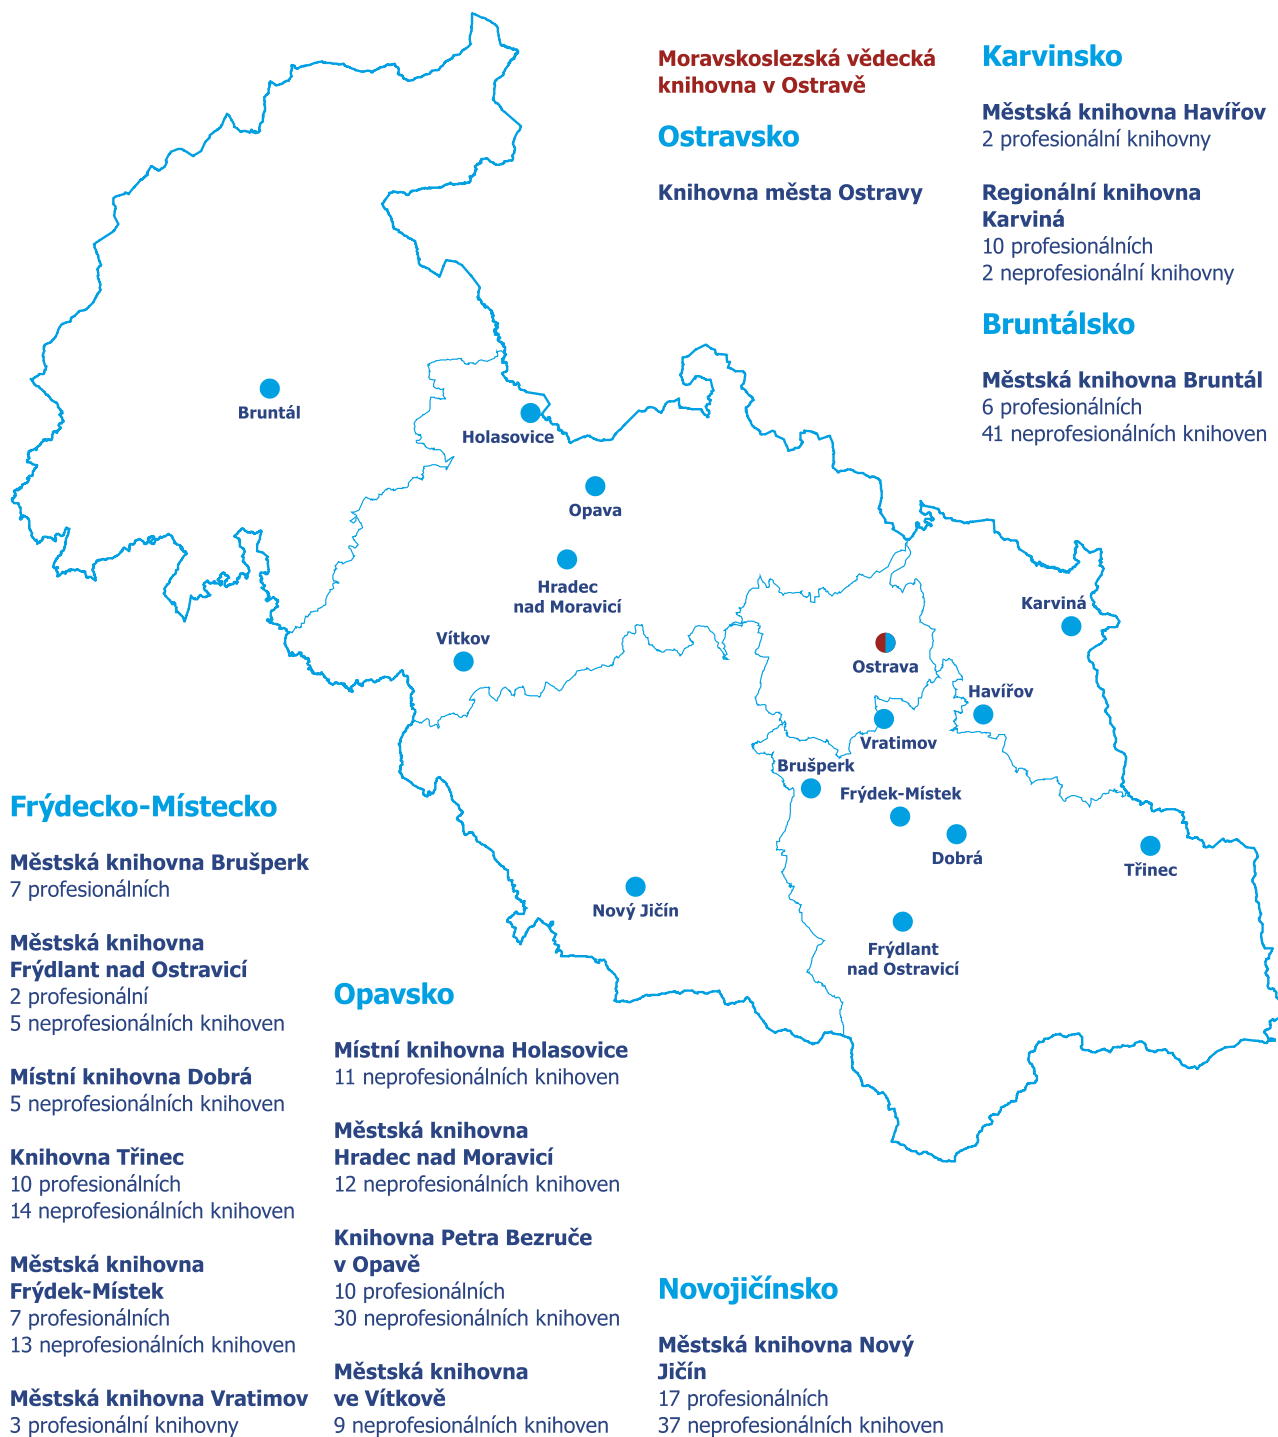 Moravskoslezská vědecká
knihovna v Ostravě
Ostravsko
Knihovna města Ostravy
Karvinsko
Městská knihovna Havířov
2 profesionální knihovny
Regionální knihovna
Karviná
10 profesionálních
2 neprofesionální knihovny
Bruntálsko
Městská knihovna Bruntál
6 profesionálních
41 neprofesionálních knihoven
Bruntál
Holasovice
Opava
Hradec
nad Moravicí
Vítkov
Karviná
Ostrava
Havířov
Vratimov
Brušperk
Frýdek-Místek
Dobrá
Třinec
Nový Jičín
Frýdlant
nad Ostravicí
Frýdecko-Místecko
Městská knihovna Brušperk
7 profesionálních
Městská knihovna
Frýdlant nad Ostravicí
2 profesionální
5 neprofesionálních knihoven
Místní knihovna Dobrá
5 neprofesionálních knihoven
Knihovna Třinec
10 profesionálních
14 neprofesionálních knihoven
Městská knihovna
Frýdek-Místek
7 profesionálních
13 neprofesionálních knihoven
Městská knihovna Vratimov
3 profesionální knihovny
Opavsko
Místní knihovna Holasovice
11 neprofesionálních knihoven
Městská knihovna
Hradec nad Moravicí
12 neprofesionálních knihoven
Knihovna Petra Bezruče
v Opavě
10 profesionálních
30 neprofesionálních knihoven
Městská knihovna
ve Vítkově
9 neprofesionálních knihoven
Novojičínsko
Městská knihovna Nový
Jičín
17 profesionálních
37 neprofesionálních knihoven